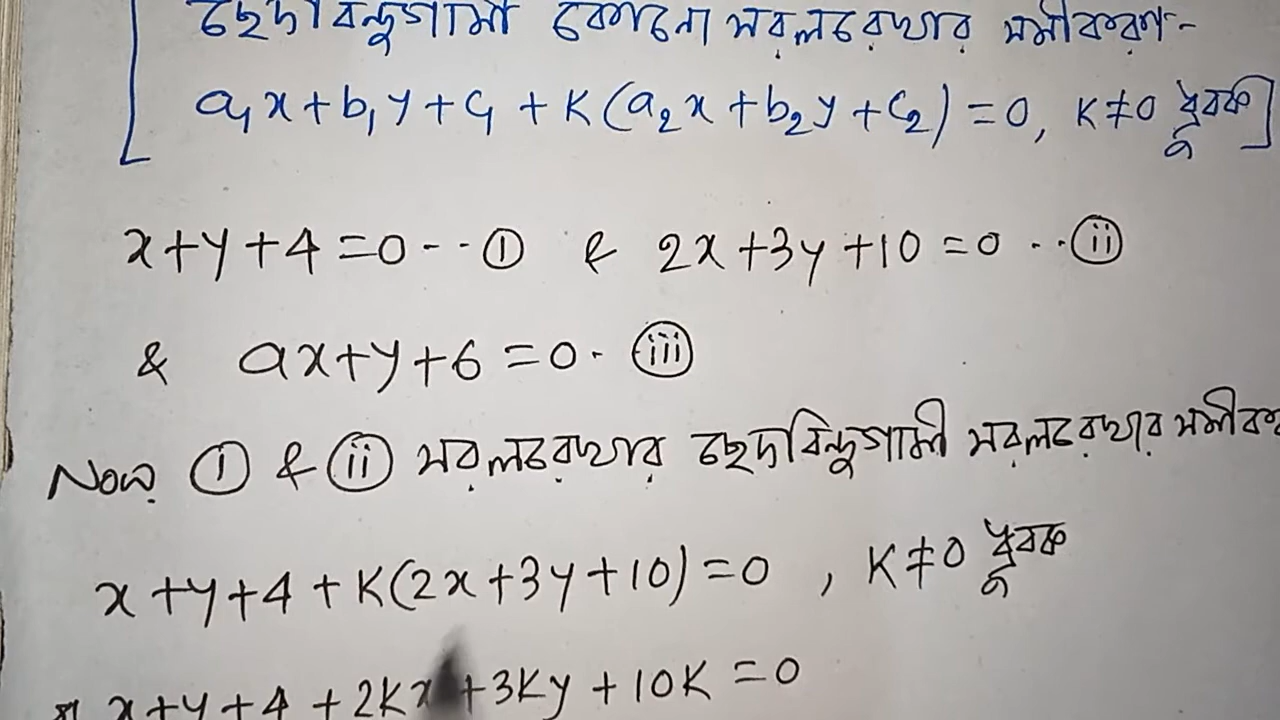 [ছেদবিন্দুগামী কোনো সরলরেখার সমীকরণ-
a₁x+b₁y+c₁+K(a₂x+b₂y+c₂)=0, K≠0 ধ্রুবক]
x+y+4=0--① & 2x+3y+10=0 ..ⓘⓘ
& ax+y+6=0. ⓘⓘⓘ
Now ① & ⓘⓘ সরলরেখার ছেদবিন্দুগামী সরলরেখার
x+y+4+K(2x+3y+10)=0 , K≠0 ধ্রুবক
x+y+4+2Kx+3Ky+10K=0